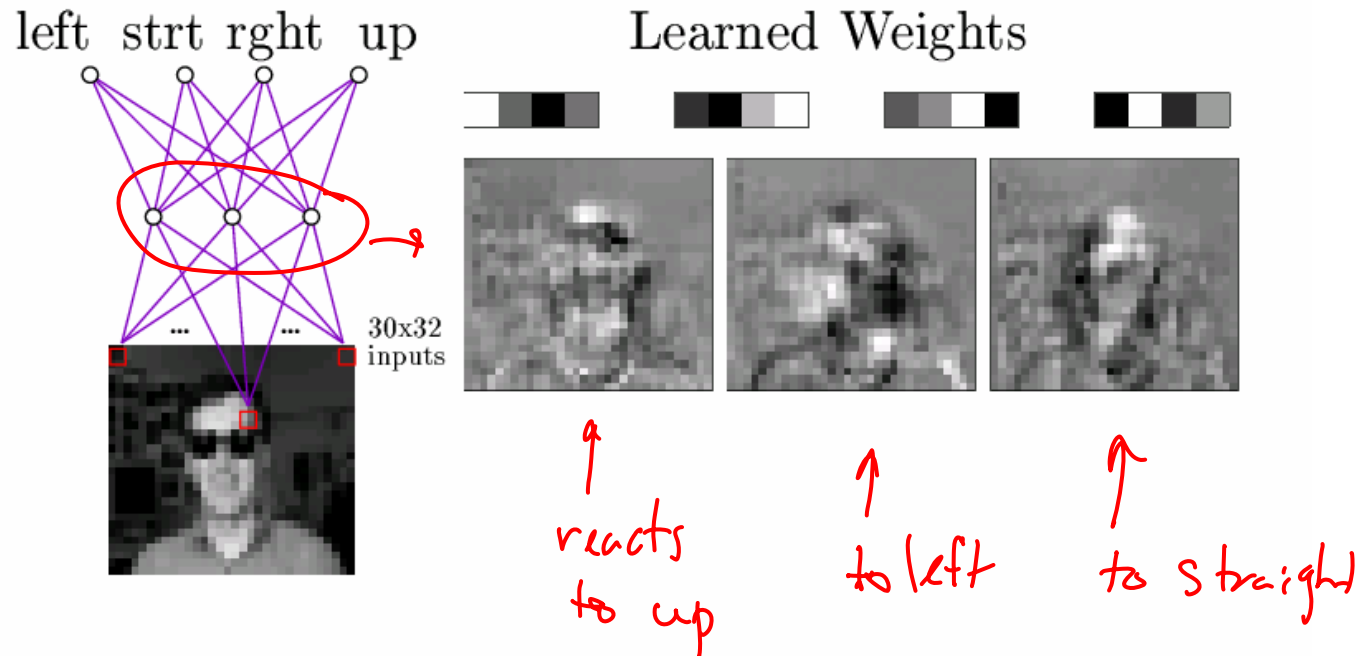 left strt rght up
Learned Weights
... ...
30x32
inputs
reacts
to up
to left
to straight